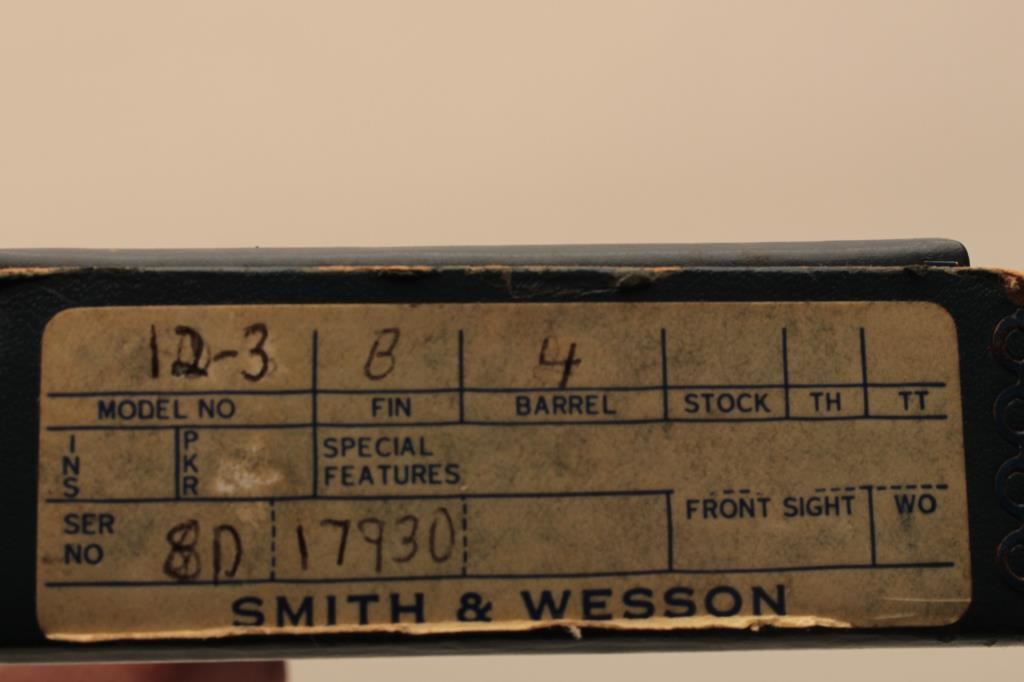 12-3 B 4
MODEL NO FIN BARREL STOCK TH TT
INS PKR SPECIAL
FEATURES
FRONT SIGHT WO
SER
NO 8D 17930
SMITH & WESSON